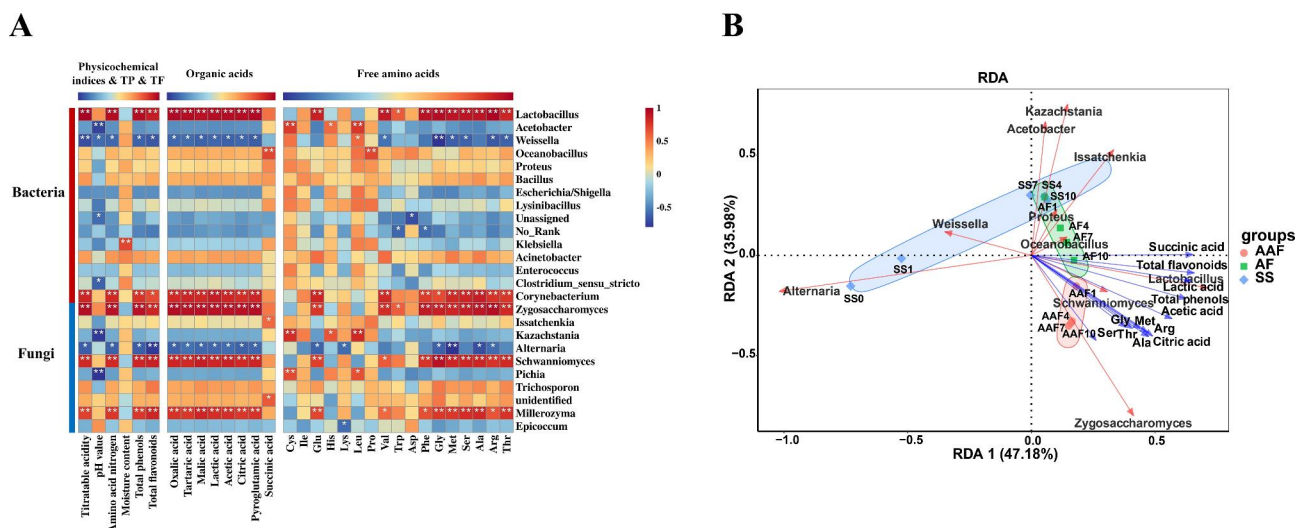 A
Physicochemical
indices & TP & TF
Organic acids
Free amino acids
1
0.5
0
-0.5
Bacteria
Fungi
Lactobacillus
Acetobacter
Weissella
Oceanobacillus
Proteus
Bacillus
Escherichia/Shigella
Lysinibacillus
Unassigned
No_Rank
Klebsiella
Acinetobacter
Enterococcus
Clostridium_sensu_stricto
Corynebacterium
Zygosaccharomyces
Issatchenkia
Kazachstania
Alternaria
Schwanniomyces
Pichia
Trichosporon
unidentified
Millerozyma
Epicoccum
Titratable acidity
pH value
Amino acid nitrogen
Moisture content
Total phenols
Total flavonoids
Oxalic acid
Tartaric acid
Malic acid
Lactic acid
Acetic acid
Citric acid
Pyroglutamic acid
Succinic acid
Cys
Ile
Glu
His
Lys
Leu
Pro
Val
Trp
Asp
Phe
Gly
Met
Ser
Ala
Arg
Thr
B
RDA
RDA 2 (35.98%)
0.5
0.0
−0.5
Kazachstania
Acetobacter
Issatchenkia
SS7 SS4
SS10
AF1
Proteus
Weissella
AF4
AF7
Oceanobacillus
AF10
Succinic acid
Total flavonoids
Lactobacillus
Lactic acid
Total phenols
Acetic acid
SS1
SS0
Alternaria
AAF1
Schwanniomyces
AAF4
AAF7
AAF10
Gly Met
Arg
Ser
Thr
Ala
Citric acid
Zygosaccharomyces
−1.0
−0.5
0.0
0.5
RDA 1 (47.18%)
groups
AAF
AF
SS